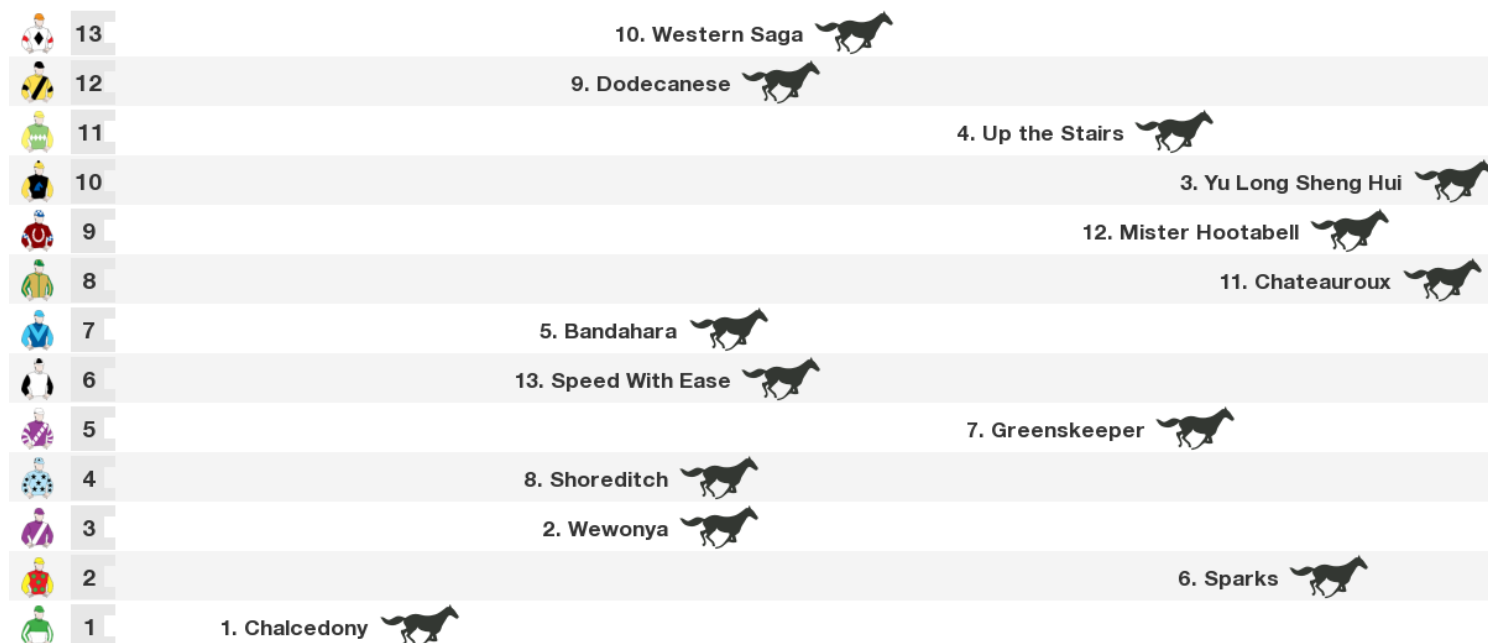 13 10. Western Saga
12 9. Dodecanese
11 4. Up the Stairs
10 3. Yu Long Sheng Hui
9 12. Mister Hootabell
8 11. Chateauroux
7 5. Bandahara
6 13. Speed With Ease
5 7. Greenskeeper
4 8. Shoreditch
3 2. Wewonya
2 6. Sparks
1 1. Chalcedony